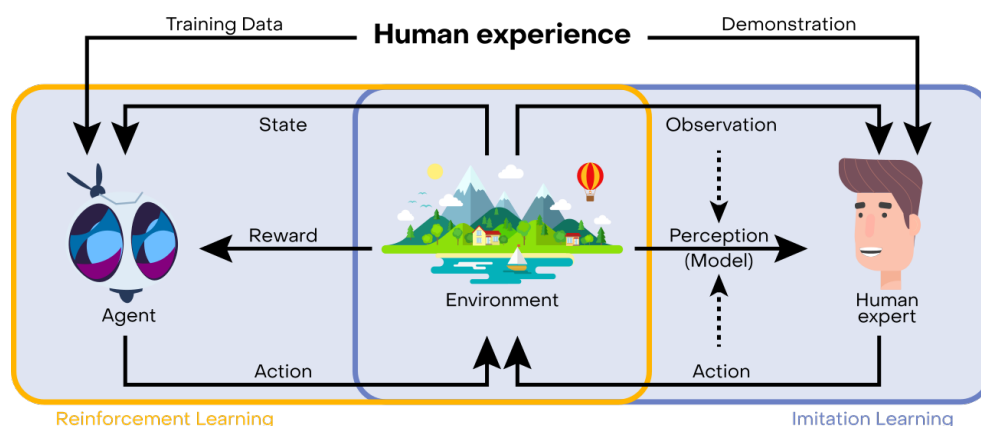 Training Data
Human experience
Demonstration
State
Observation
Reward
Perception
(Model)
Environment
Agent
Human
expert
Action
Action
Reinforcement Learning
Imitation Learning